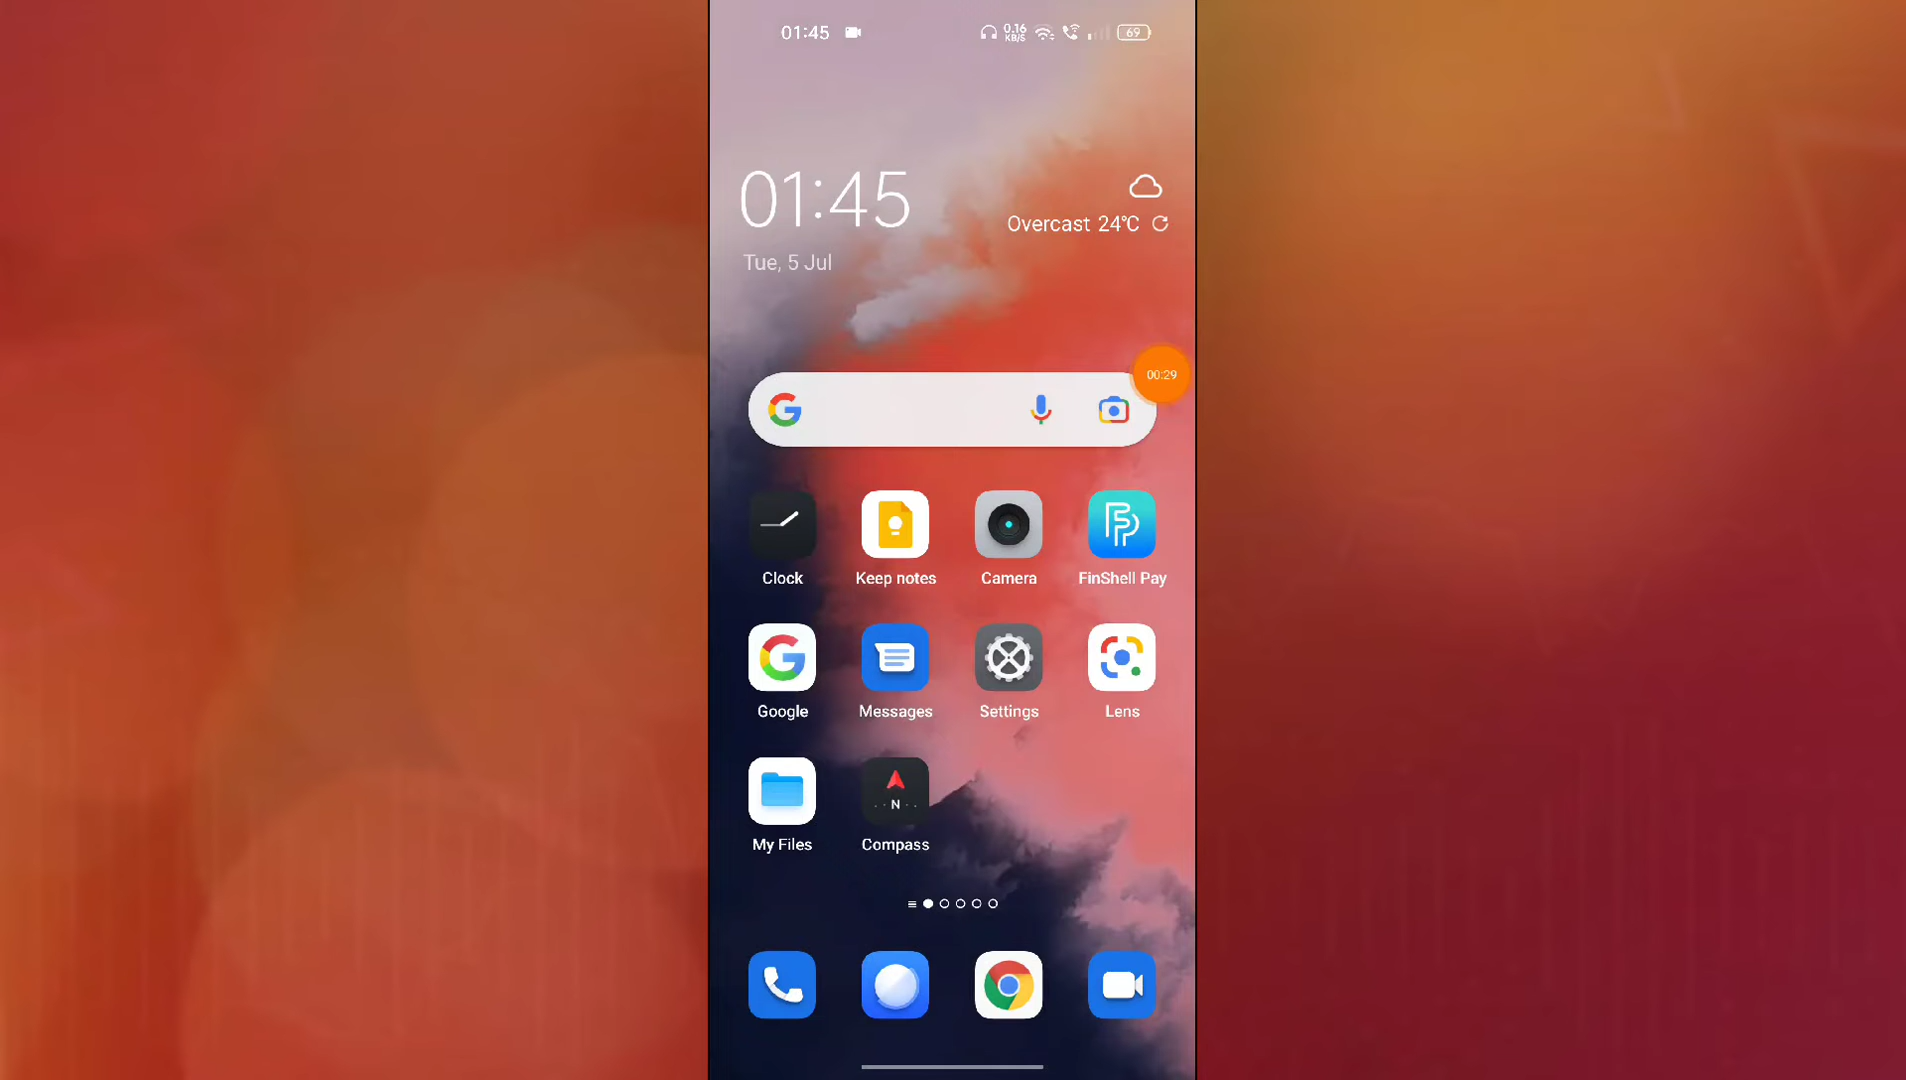 01:45
0.16
KB/S
69
01:45
Overcast 24°C
Tue, 5 Jul
00:29
Clock
Keep notes
Camera
FinShell Pay
Google
Messages
Settings
Lens
N
My Files
Compass